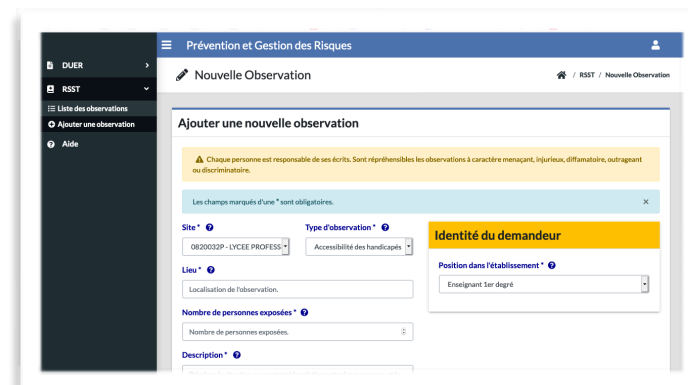 Prévention et Gestion des Risques
DUER
RSST
Liste des observations
Ajouter une observation
Aide
Nouvelle Observation
/ RSST / Nouvelle Observation
Ajouter une nouvelle observation
Chaque personne est responsable de ses écrits. Sont répréhensibles les observations à caractère menaçant, injurieux, diffamatoire, outrageant
ou discriminatoire.
Les champs marqués d'une * sont obligatoires. ×
Site * Type d'observation *
0820032P - LYCEE PROFESS Accessibilité des handicapés
Lieu *
Localisation de l'observation.
Nombre de personnes exposées *
Nombre de personnes exposées.
Description *
Identité du demandeur
Position dans l'établissement *
Enseignant 1er degré